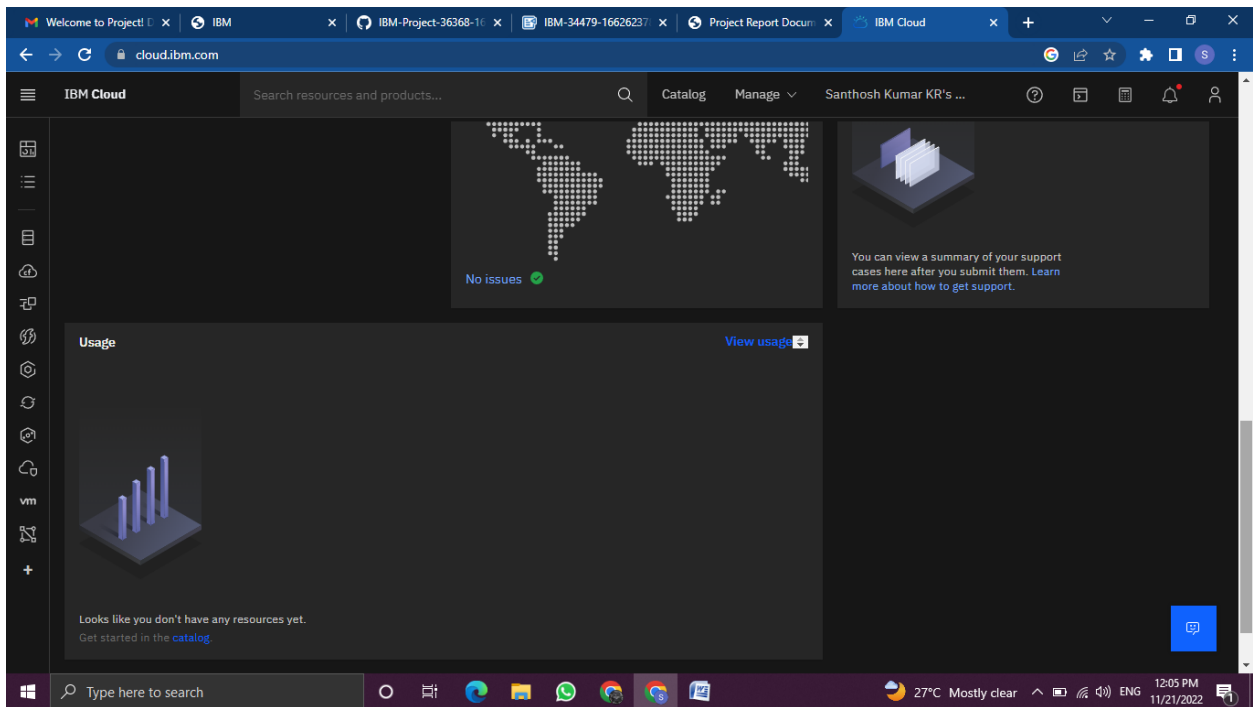 Welcome to Project! D
IBM
IBM-Project-36368-16
IBM-34479-16626237
Project Report Docum
IBM Cloud
cloud.ibm.com
S
IBM Cloud
Search resources and products...
Catalog
Manage
Santhosh Kumar KR's ...
No issues
You can view a summary of your support
cases here after you submit them. Learn
more about how to get support.
Usage
View usage
vm
Looks like you don't have any resources yet.
Get started in the catalog.
Type here to search
27°C Mostly clear
ENG
12:05 PM
11/21/2022
1